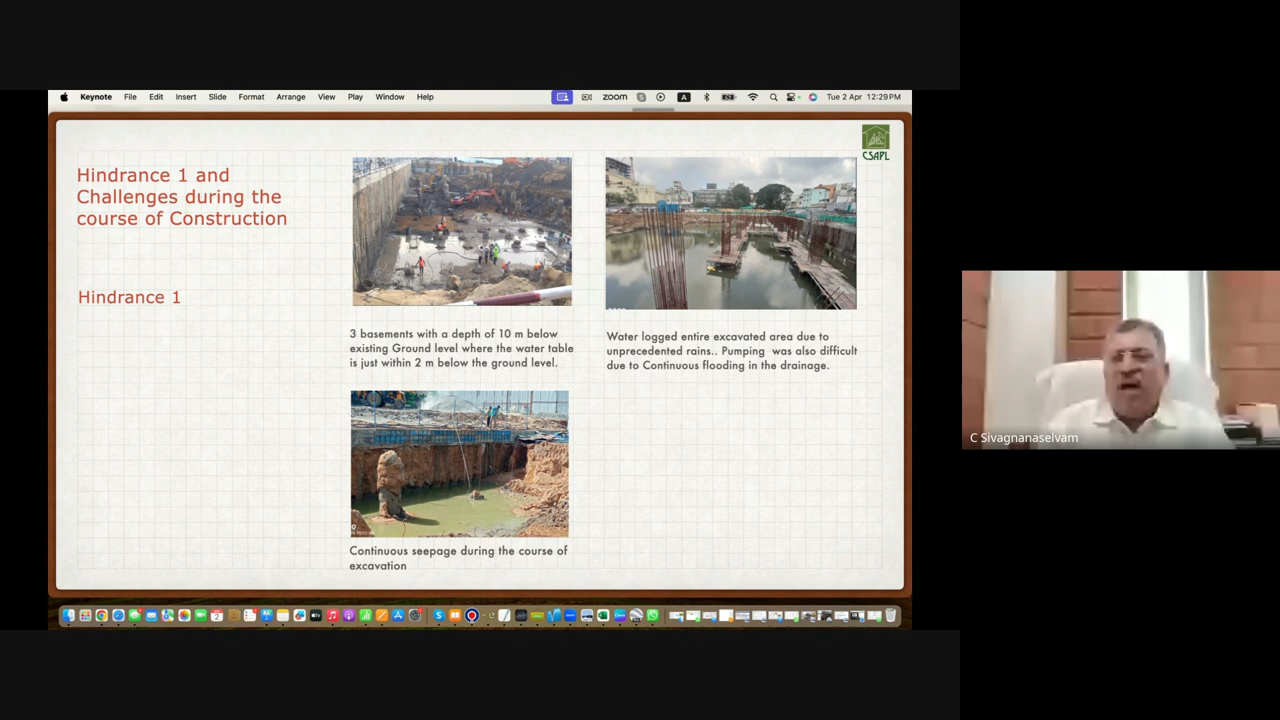 Keynote File Edit Insert Slide Format Arrange View Play Window Help zoom A Tue 2 Apr 12:29 PM
CSAPL
Hindrance 1 and
Challenges during the
course of Construction
Hindrance 1
3 basements with a depth of 10 m below
existing Ground level where the water table
is just within 2 m below the ground level.
Water logged entire excavated area due to
unprecedented rains.. Pumping was also difficult
due to Continuous flooding in the drainage.
Continuous seepage during the course of
excavation
C Sivagnanaselvam